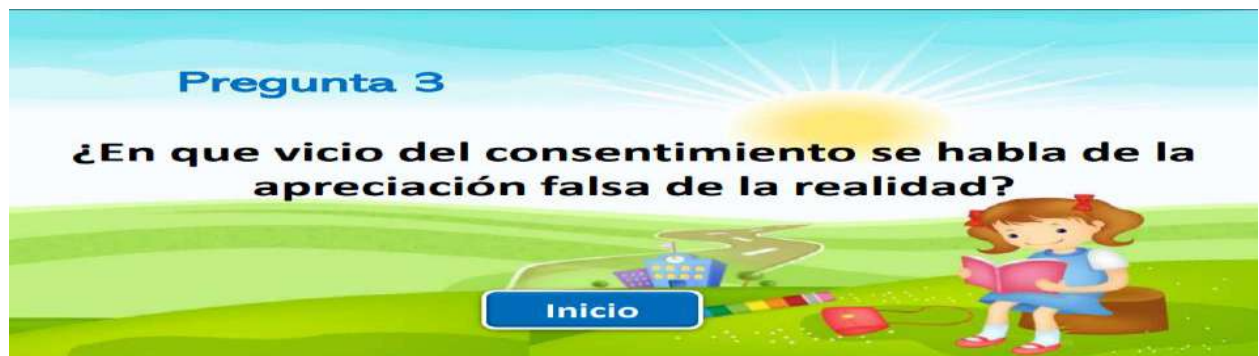 Pregunta 3
¿En que vicio del consentimiento se habla de la
apreciación falsa de la realidad?
Inicio